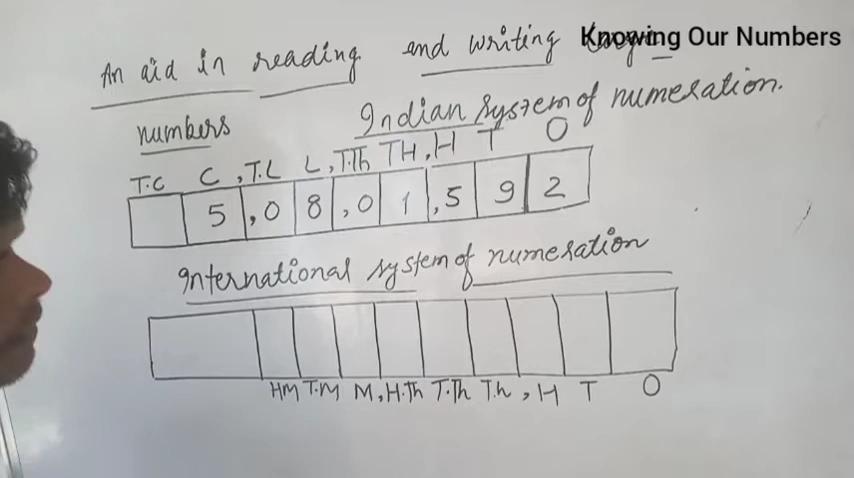 An aid in reading and writing
Knowing Our Numbers
numbers
Indian System of numeration.
T.C C , T.L L , T.Th TH , H T O
5 , 0 8 , 0 1 , 5 9 2
International system of numeration
HM T.M M , H.Th T.Th T.h , H T O